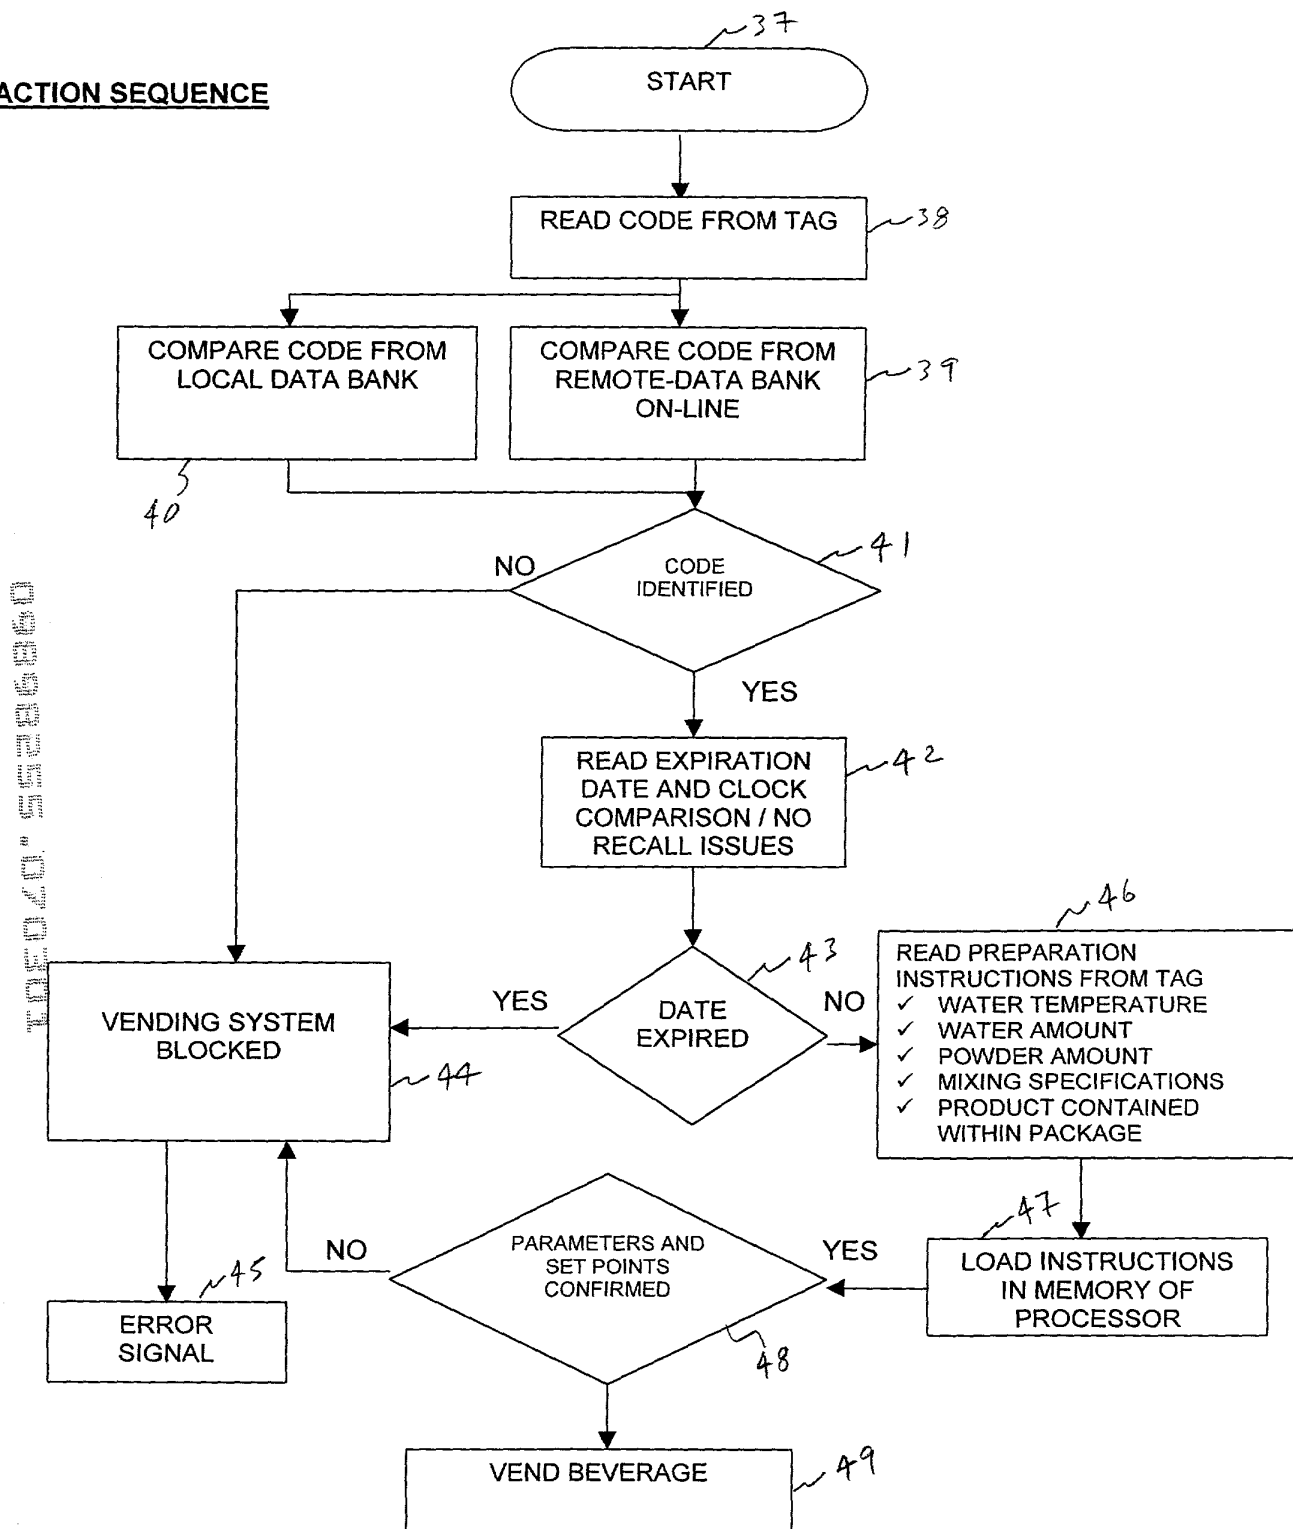 ACTION SEQUENCE
37
START
READ CODE FROM TAG
38
COMPARE CODE FROM
LOCAL DATA BANK
40
COMPARE CODE FROM
REMOTE-DATA BANK
ON-LINE
39
CODE
IDENTIFIED
41
NO
YES
READ EXPIRATION
DATE AND CLOCK
COMPARISON / NO
RECALL ISSUES
42
DATE
EXPIRED
43
YES
NO
VENDING SYSTEM
BLOCKED
44
46
READ PREPARATION
INSTRUCTIONS FROM TAG
✓ WATER TEMPERATURE
✓ WATER AMOUNT
✓ POWDER AMOUNT
✓ MIXING SPECIFICATIONS
✓ PRODUCT CONTAINED
WITHIN PACKAGE
47
LOAD INSTRUCTIONS
IN MEMORY OF
PROCESSOR
PARAMETERS AND
SET POINTS
CONFIRMED
48
YES
NO
45
ERROR
SIGNAL
VEND BEVERAGE
49
09898255.070301